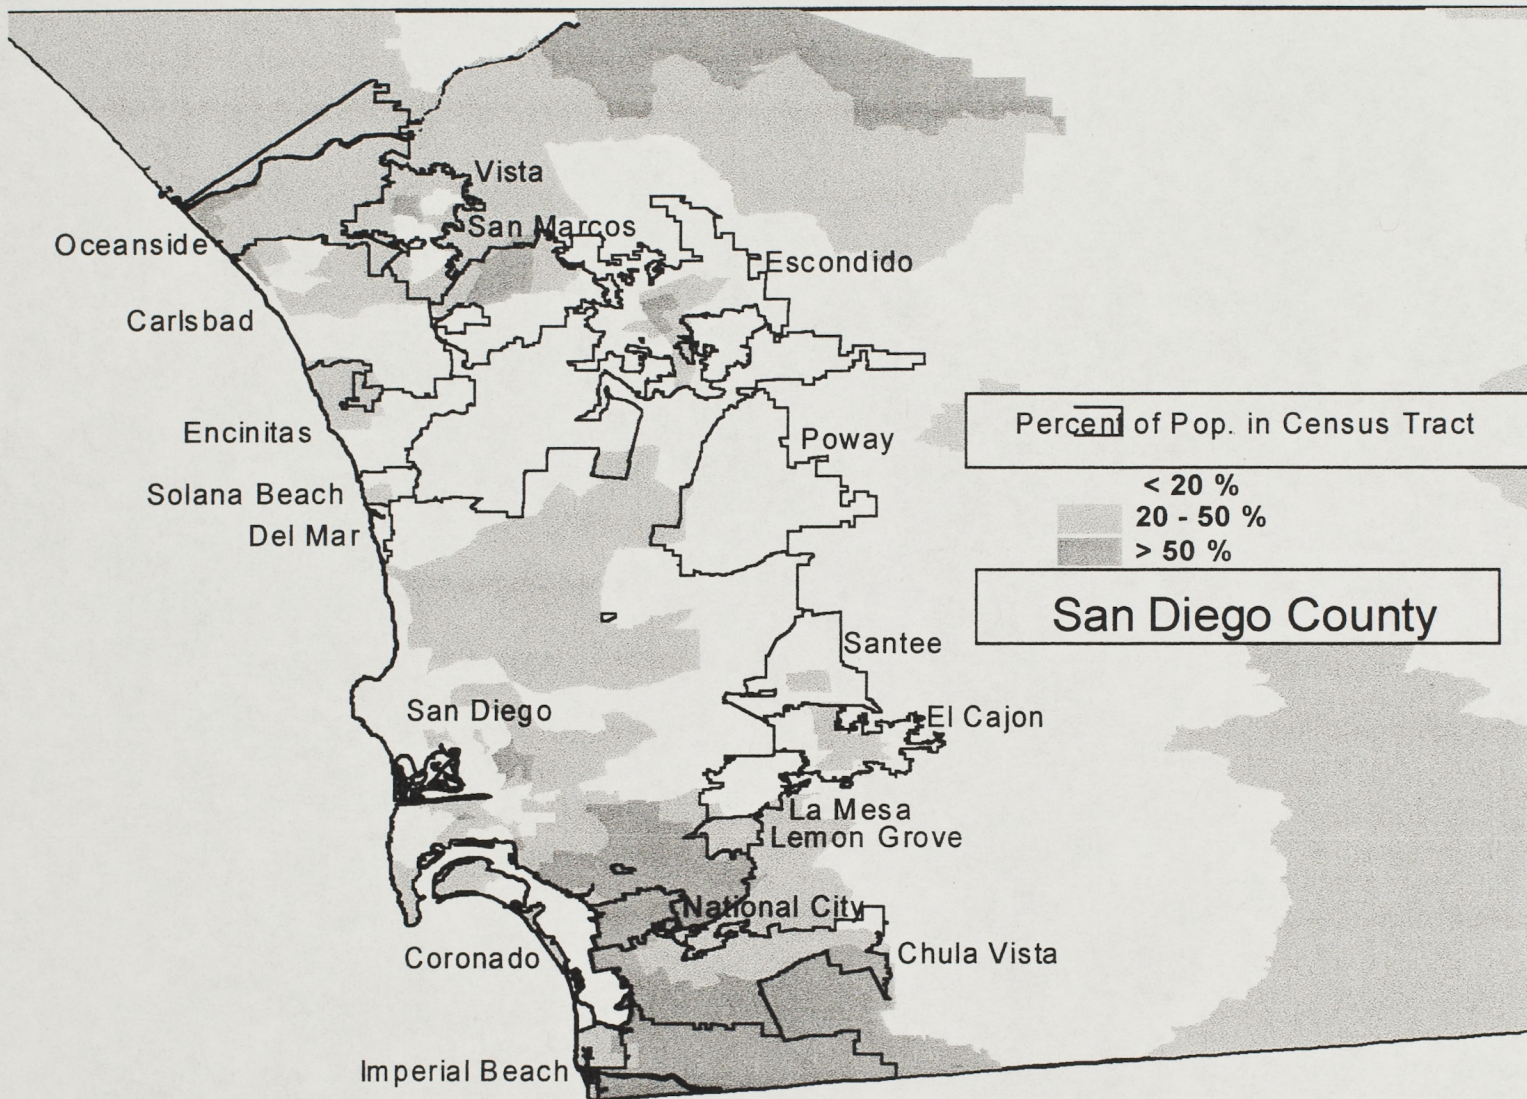 Vista
San Marcos
Oceanside
Escondido
Carlsbad
Percent of Pop. in Census Tract
Encinitas
Poway
< 20 %
Solana Beach
20 - 50 %
Del Mar
> 50 %
San Diego County
Santee
San Diego
El Cajon
La Mesa
Lemon Grove
National City
Coronado
Chula Vista
Imperial Beach